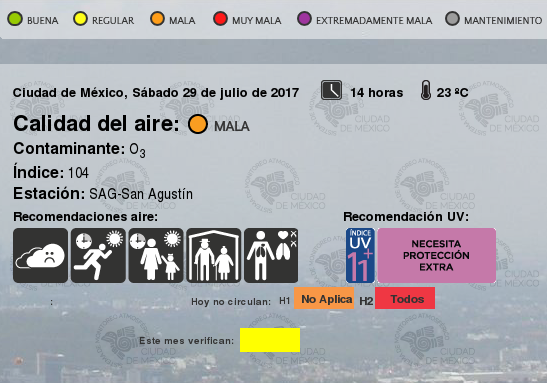 BUENA REGULAR MALA MUY MALA EXTREMADAMENTE MALA MANTENIMIENTO
Ciudad de México, Sábado 29 de julio de 2017 14 horas 23 ºC
Calidad del aire: MALA
Contaminante: O3
Índice: 104
Estación: SAG-San Agustín
Recomendaciones aire: Recomendación UV:
ÍNDICE
UV
11+
NECESITA
PROTECCIÓN
EXTRA
: Hoy no circulan: H1 No Aplica H2 Todos
Este mes verifican:
CIUDAD
DE MÉXICO